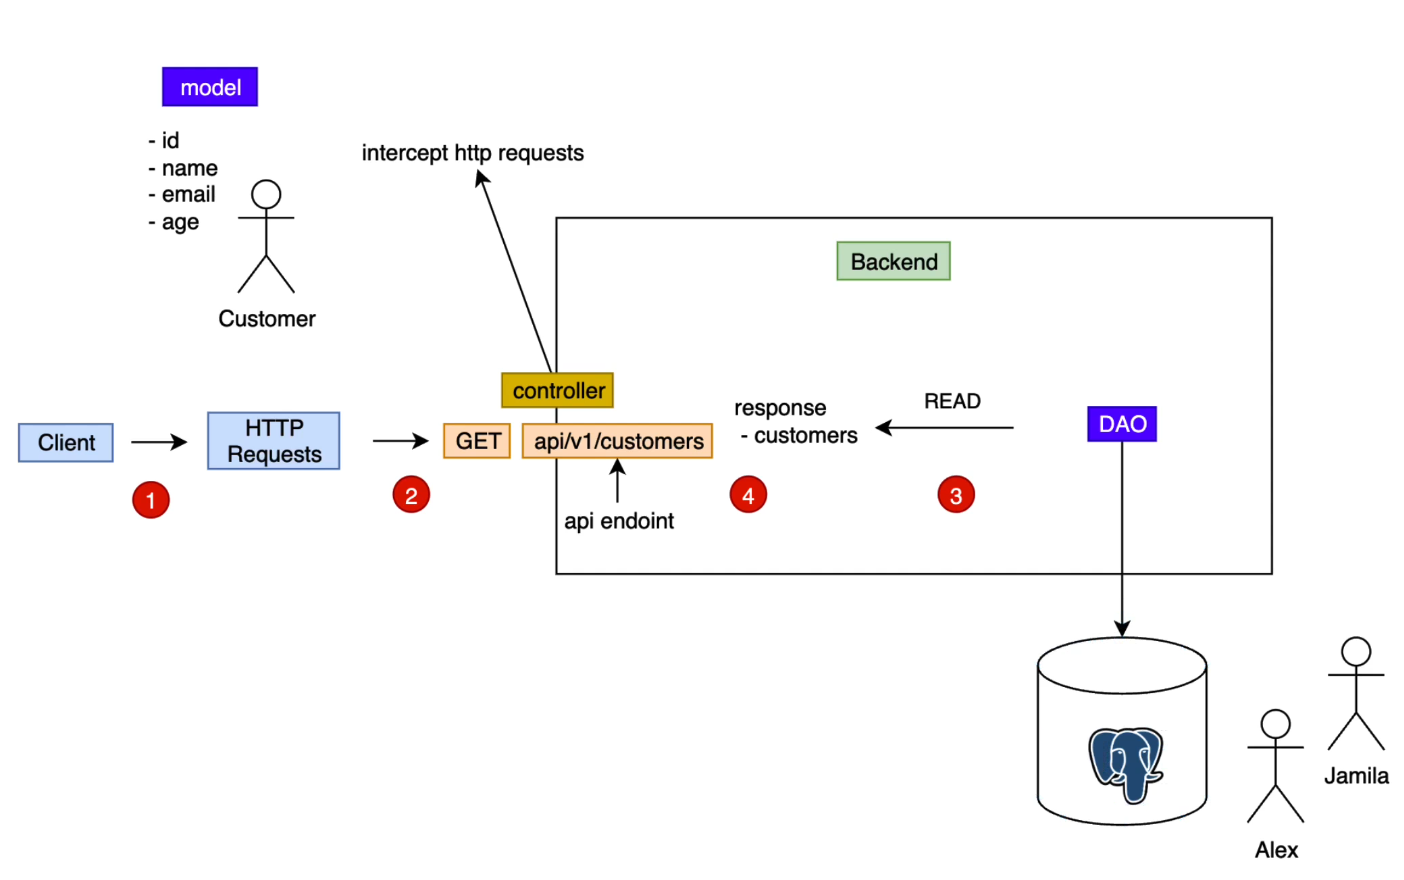 model
- id
- name
- email
- age
Customer
intercept http requests
Backend
controller
Client
HTTP
Requests
GET
api/v1/customers
response
- customers
READ
DAO
1
2
4
3
api endoint
Jamila
Alex